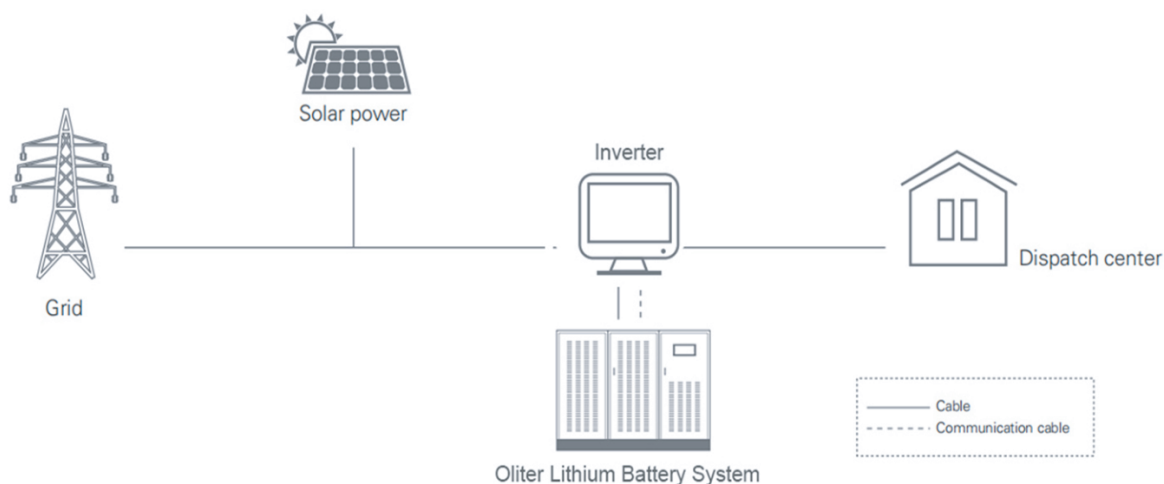 Solar power
Inverter
Grid
Dispatch center
Cable
Communication cable
Oliter Lithium Battery System